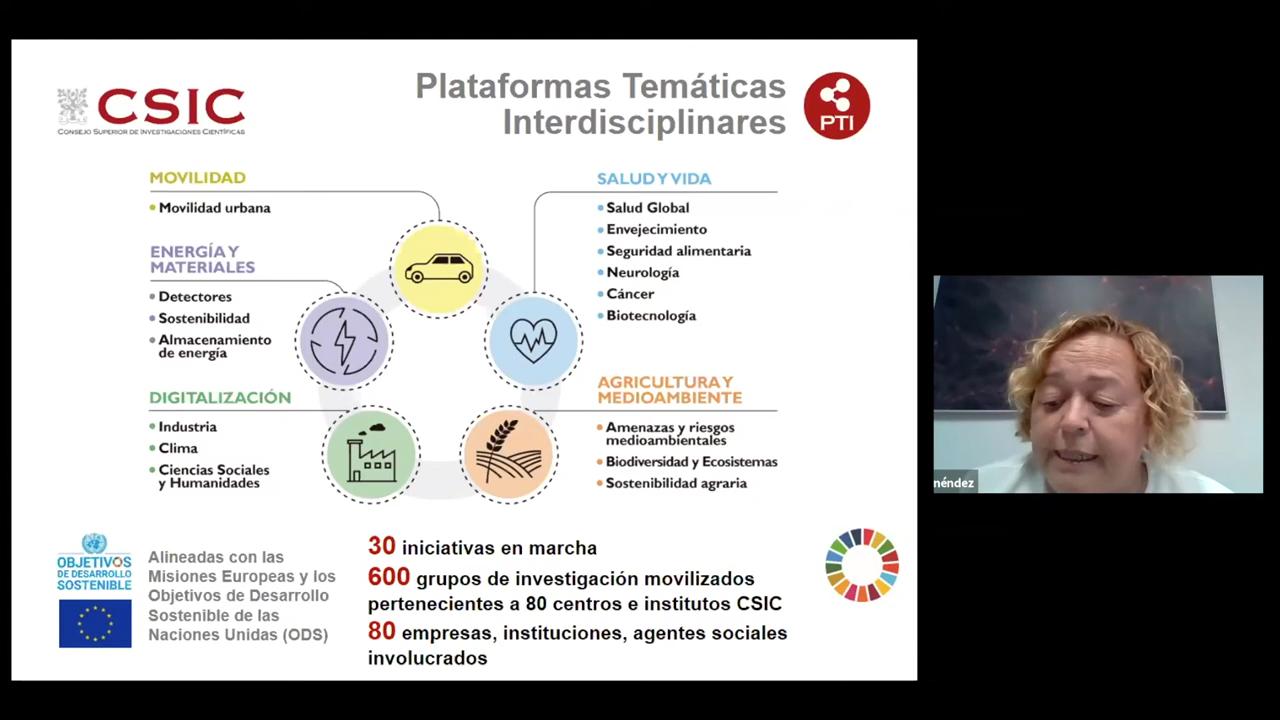 CSIC
CONSEJO SUPERIOR DE INVESTIGACIONES CIENTÍFICAS
Plataformas Temáticas
Interdisciplinares
PTI
MOVILIDAD
Movilidad urbana
ENERGÍA Y
MATERIALES
Detectores
Sostenibilidad
Almacenamiento
de energía
DIGITALIZACIÓN
Industria
Clima
Ciencias Sociales
y Humanidades
SALUD Y VIDA
Salud Global
Envejecimiento
Seguridad alimentaria
Neurología
Cáncer
Biotecnología
AGRICULTURA Y
MEDIOAMBIENTE
Amenazas y riesgos
medioambientales
Biodiversidad y Ecosistemas
Sostenibilidad agraria
OBJETIVOS
DE DESARROLLO
SOSTENIBLE
Alineadas con las
Misiones Europeas y los
Objetivos de Desarrollo
Sostenible de las
Naciones Unidas (ODS)
30 iniciativas en marcha
600 grupos de investigación movilizados
pertenecientes a 80 centros e institutos CSIC
80 empresas, instituciones, agentes sociales
involucrados
néndez